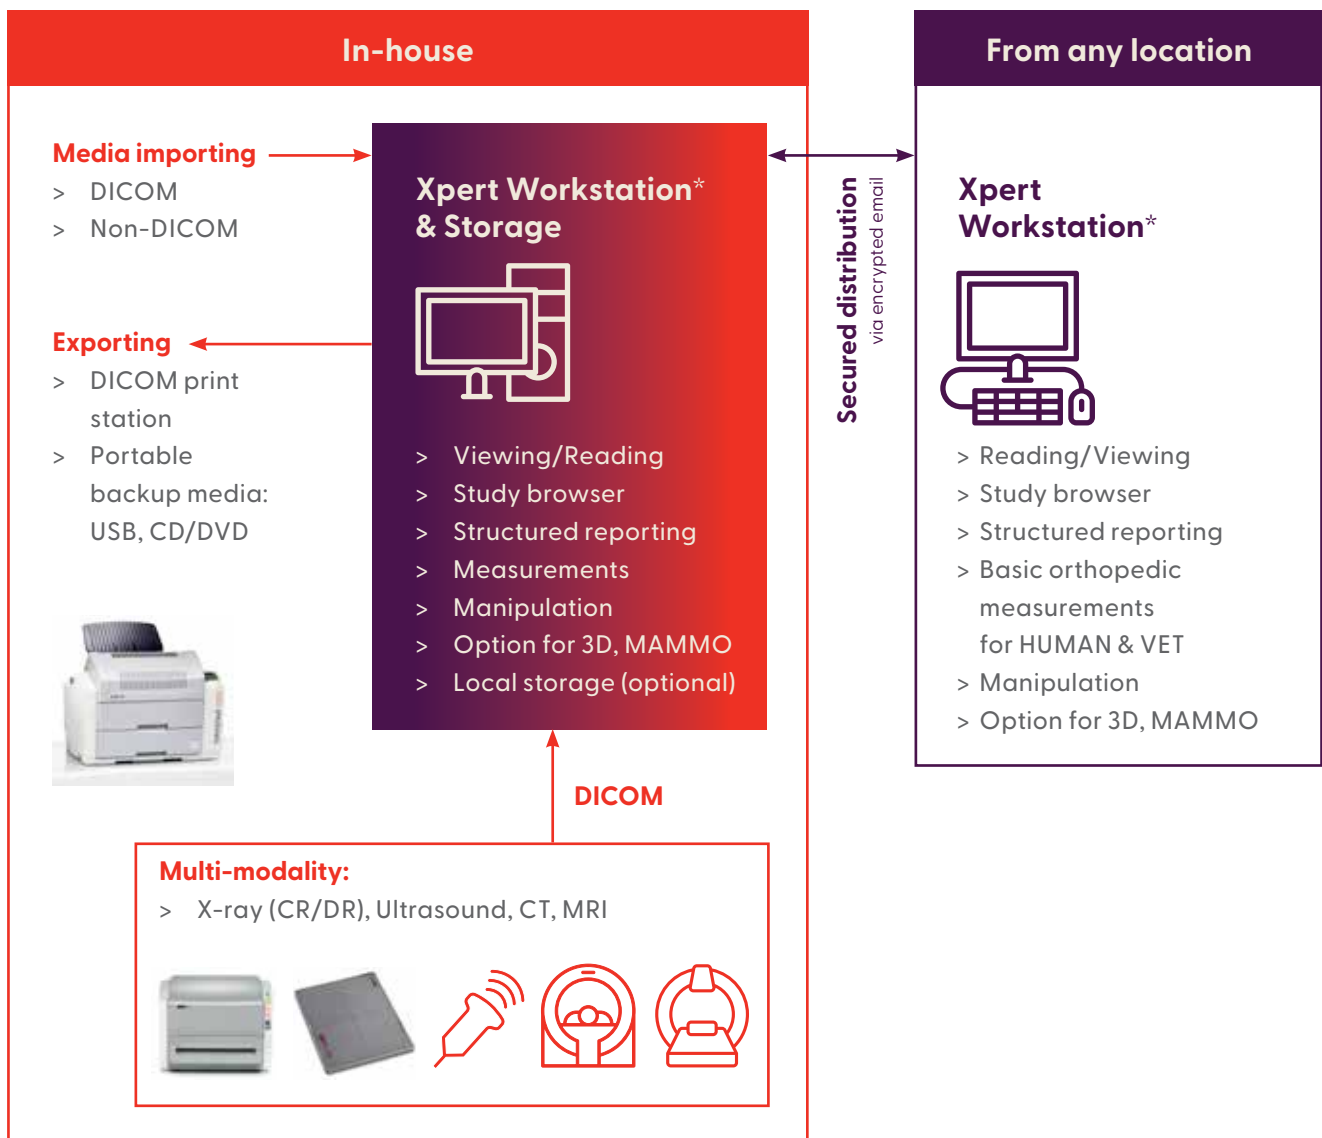 In-house
From any location
Media importing
> DICOM
> Non-DICOM
Exporting
> DICOM print
station
> Portable
backup media:
USB, CD/DVD
Xpert Workstation*
& Storage
> Viewing/Reading
> Study browser
> Structured reporting
> Measurements
> Manipulation
> Option for 3D, MAMMO
> Local storage (optional)
Secured distribution
via encrypted email
Xpert
Workstation*
> Reading/Viewing
> Study browser
> Structured reporting
> Basic orthopedic
measurements
for HUMAN & VET
> Manipulation
> Option for 3D, MAMMO
DICOM
Multi-modality:
> X-ray (CR/DR), Ultrasound, CT, MRI